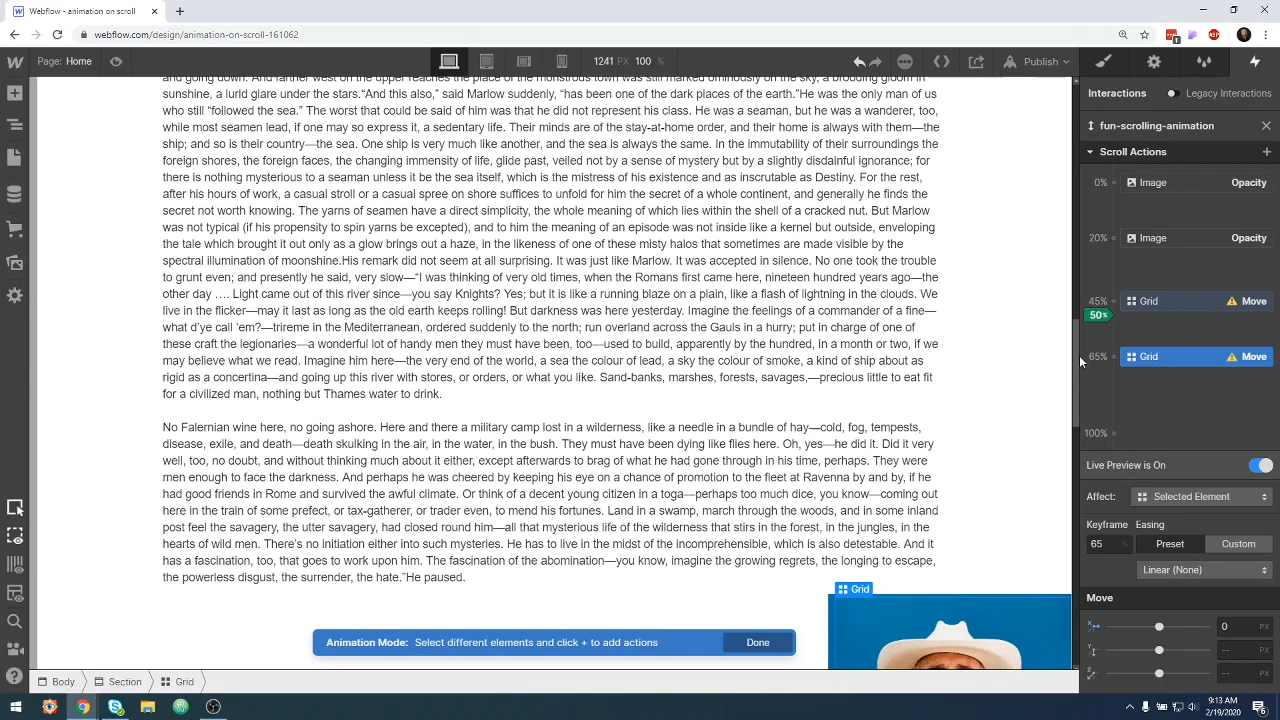 Webflow - animation on scroll
webflow.com/design/animation-on-scroll-161062
Page: Home
1241 PX 100 %
Publish
Interactions
Legacy Interactions
fun-scrolling-animation
Scroll Actions
0% Image Opacity
20% Image Opacity
45% Grid Move
50%
65% Grid Move
100%
Live Preview is On
Affect: Selected Element
Keyframe Easing
65 % Preset Custom
Linear (None)
Move
X 0 PX
Y -- PX
Z -- PX
and going down. And farther west on the upper reaches the place of the monstrous town was still marked ominously on the sky, a brooding gloom in
sunshine, a lurid glare under the stars.“And this also,” said Marlow suddenly, “has been one of the dark places of the earth.”He was the only man of us
who still “followed the sea.” The worst that could be said of him was that he did not represent his class. He was a seaman, but he was a wanderer, too,
while most seamen lead, if one may so express it, a sedentary life. Their minds are of the stay-at-home order, and their home is always with them—the
ship; and so is their country—the sea. One ship is very much like another, and the sea is always the same. In the immutability of their surroundings the
foreign shores, the foreign faces, the changing immensity of life, glide past, veiled not by a sense of mystery but by a slightly disdainful ignorance; for
there is nothing mysterious to a seaman unless it be the sea itself, which is the mistress of his existence and as inscrutable as Destiny. For the rest,
after his hours of work, a casual stroll or a casual spree on shore suffices to unfold for him the secret of a whole continent, and generally he finds the
secret not worth knowing. The yarns of seamen have a direct simplicity, the whole meaning of which lies within the shell of a cracked nut. But Marlow
was not typical (if his propensity to spin yarns be excepted), and to him the meaning of an episode was not inside like a kernel but outside, enveloping
the tale which brought it out only as a glow brings out a haze, in the likeness of one of these misty halos that sometimes are made visible by the
spectral illumination of moonshine.His remark did not seem at all surprising. It was just like Marlow. It was accepted in silence. No one took the trouble
to grunt even; and presently he said, very slow—“I was thinking of very old times, when the Romans first came here, nineteen hundred years ago—the
other day …. Light came out of this river since—you say Knights? Yes; but it is like a running blaze on a plain, like a flash of lightning in the clouds. We
live in the flicker—may it last as long as the old earth keeps rolling! But darkness was here yesterday. Imagine the feelings of a commander of a fine—
what d’ye call ‘em?—trireme in the Mediterranean, ordered suddenly to the north; run overland across the Gauls in a hurry; put in charge of one of
these craft the legionaries—a wonderful lot of handy men they must have been, too—used to build, apparently by the hundred, in a month or two, if we
may believe what we read. Imagine him here—the very end of the world, a sea the colour of lead, a sky the colour of smoke, a kind of ship about as
rigid as a concertina—and going up this river with stores, or orders, or what you like. Sand-banks, marshes, forests, savages,—precious little to eat fit
for a civilized man, nothing but Thames water to drink.
No Falernian wine here, no going ashore. Here and there a military camp lost in a wilderness, like a needle in a bundle of hay—cold, fog, tempests,
disease, exile, and death—death skulking in the air, in the water, in the bush. They must have been dying like flies here. Oh, yes—he did it. Did it very
well, too, no doubt, and without thinking much about it either, except afterwards to brag of what he had gone through in his time, perhaps. They were
men enough to face the darkness. And perhaps he was cheered by keeping his eye on a chance of promotion to the fleet at Ravenna by and by, if he
had good friends in Rome and survived the awful climate. Or think of a decent young citizen in a toga—perhaps too much dice, you know—coming out
here in the train of some prefect, or tax-gatherer, or trader even, to mend his fortunes. Land in a swamp, march through the woods, and in some inland
post feel the savagery, the utter savagery, had closed round him—all that mysterious life of the wilderness that stirs in the forest, in the jungles, in the
hearts of wild men. There’s no initiation either into such mysteries. He has to live in the midst of the incomprehensible, which is also detestable. And it
has a fascination, too, that goes to work upon him. The fascination of the abomination—you know, imagine the growing regrets, the longing to escape,
the powerless disgust, the surrender, the hate.”He paused.
Grid
Animation Mode: Select different elements and click + to add actions Done
Body Section Grid
9:13 AM
2/19/2020